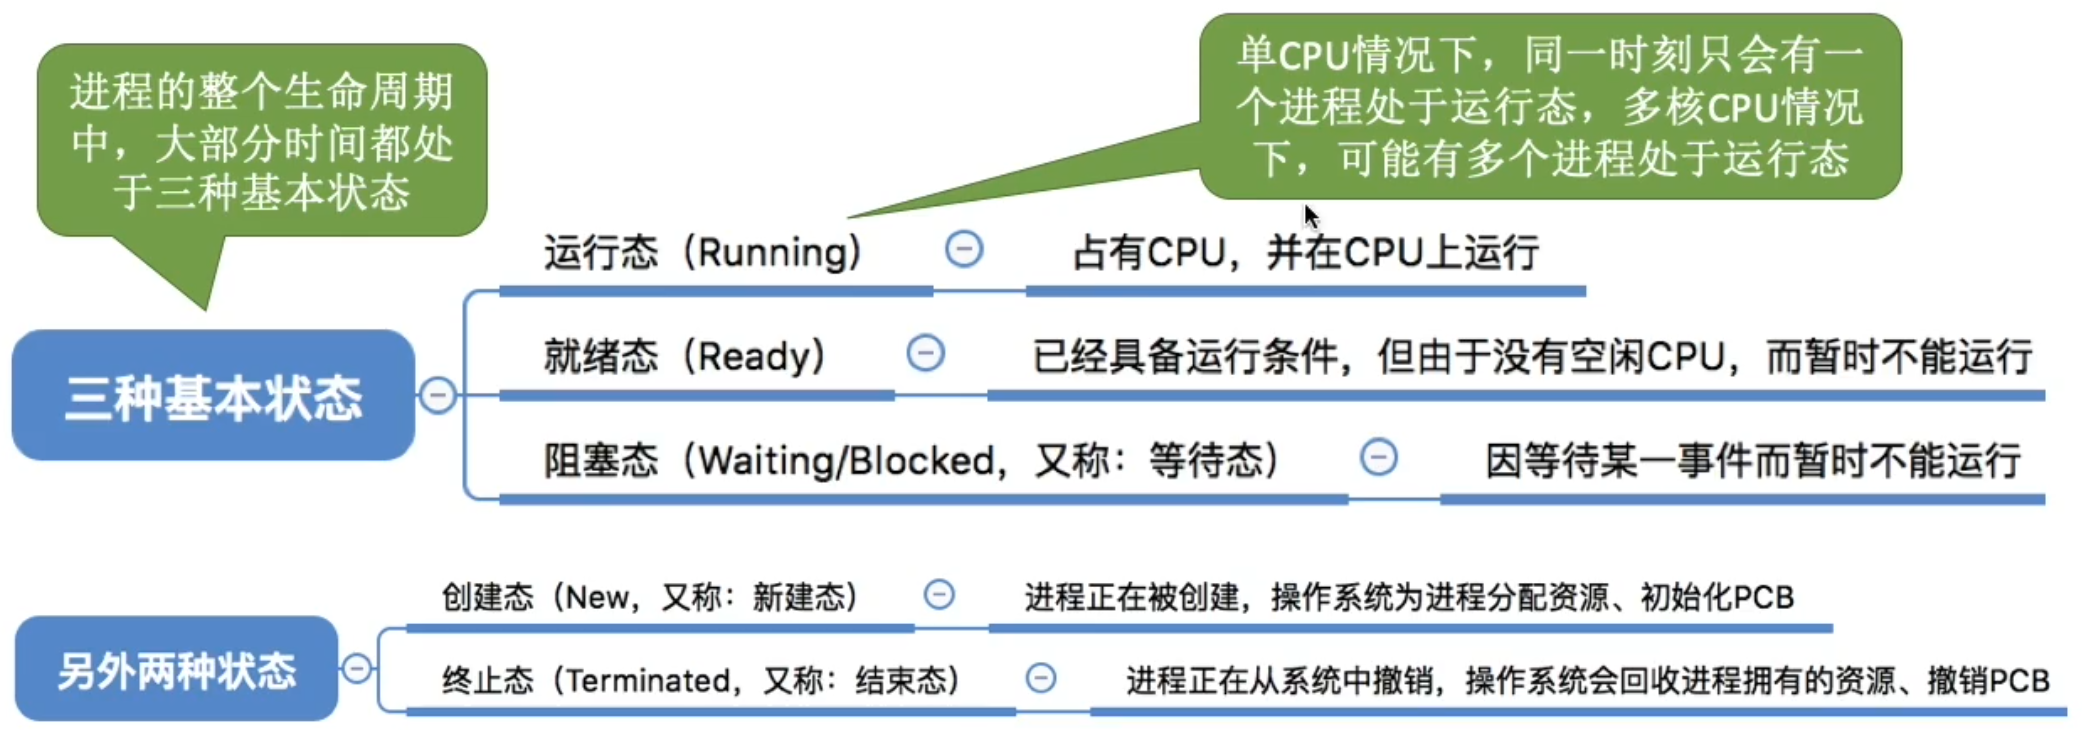 进程的整个生命周期
中，大部分时间都处
于三种基本状态
单CPU情况下，同一时刻只会有一
个进程处于运行态，多核CPU情况
下，可能有多个进程处于运行态
三种基本状态
运行态（Running）
占有CPU，并在CPU上运行
就绪态（Ready）
已经具备运行条件，但由于没有空闲CPU，而暂时不能运行
阻塞态（Waiting/Blocked，又称：等待态）
因等待某一事件而暂时不能运行
另外两种状态
创建态（New，又称：新建态）
进程正在被创建，操作系统为进程分配资源、初始化PCB
终止态（Terminated，又称：结束态）
进程正在从系统中撤销，操作系统会回收进程拥有的资源、撤销PCB